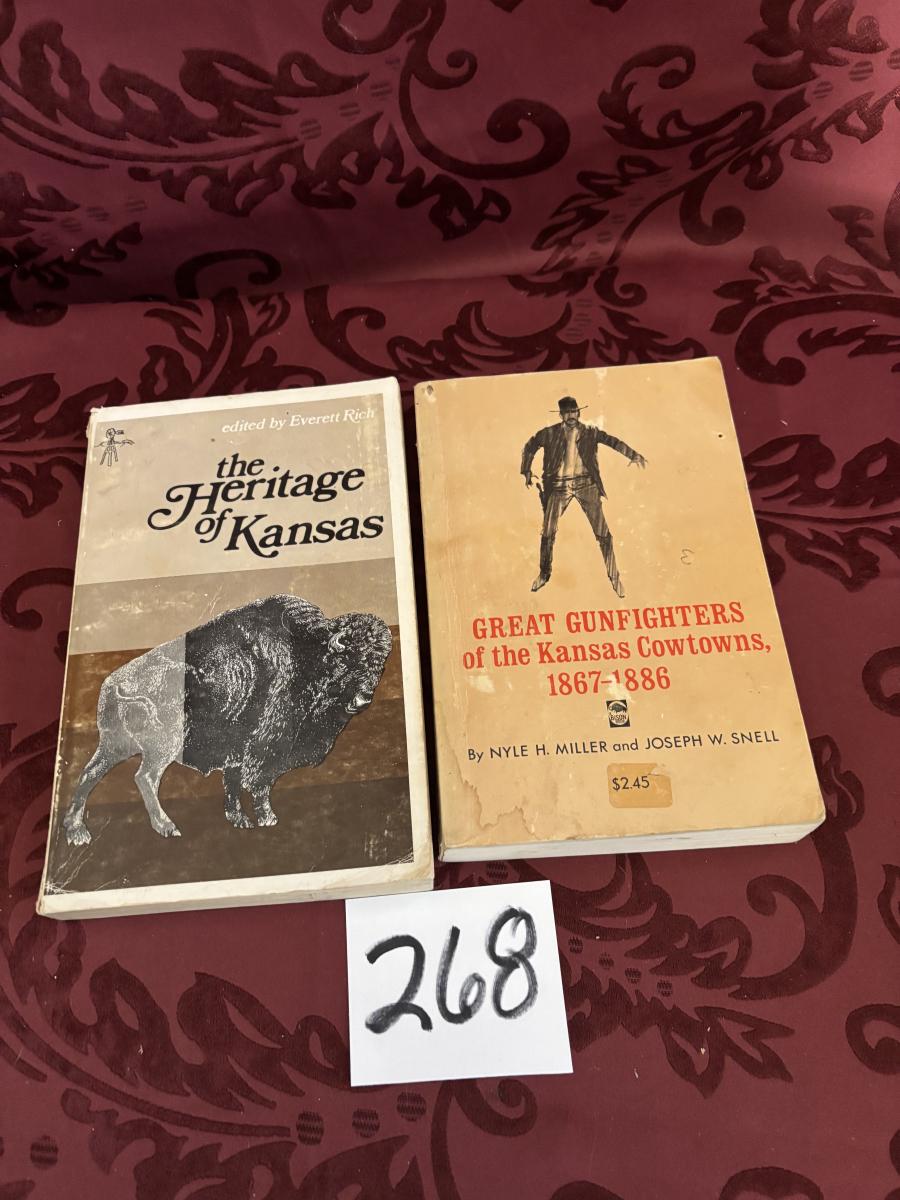 edited by Everett Rich
the
Heritage
of Kansas
GREAT GUNFIGHTERS
of the Kansas Cowtowns,
1867-1886
BISON
By NYLE H. MILLER and JOSEPH W. SNELL
$2.45
268